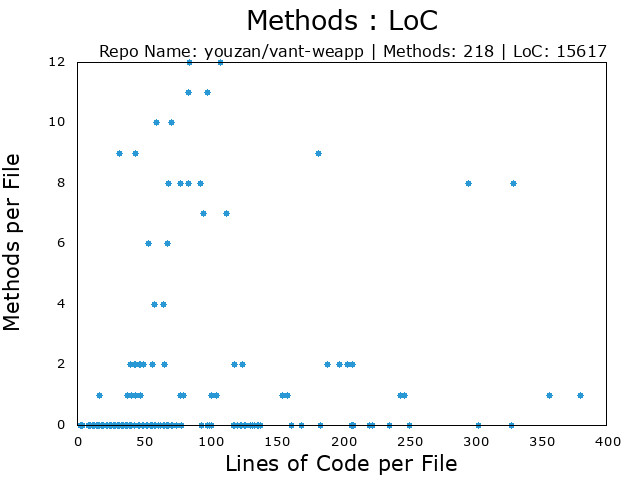 Methods : LoC
Repo Name: youzan/vant-weapp | Methods: 218 | LoC: 15617
12
10
8
6
4
2
0
Methods per File
0 50 100 150 200 250 300 350 400
Lines of Code per File